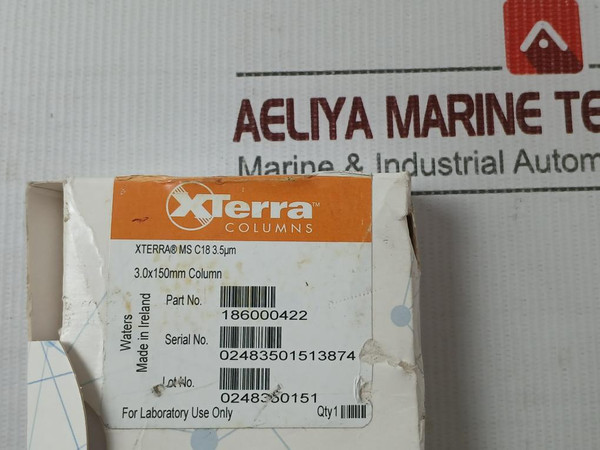 AELIYA MARINE TE
Marine & Industrial Autom
XTerra™
COLUMNS
XTERRA® MS C18 3.5µm
3.0x150mm Column
Waters
Made in Ireland
Part No.
186000422
Serial No.
02483501513874
Lot No.
0248350151
For Laboratory Use Only
Qty1